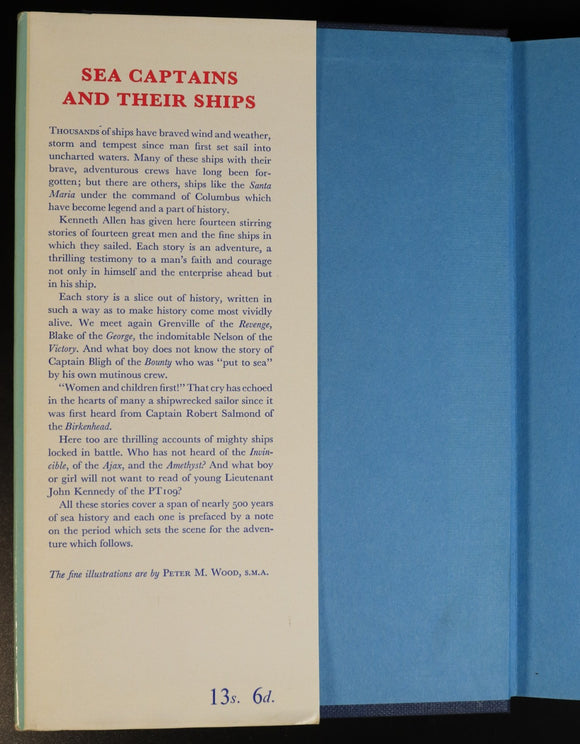 SEA CAPTAINS
AND THEIR SHIPS
THOUSANDS of ships have braved wind and weather,
storm and tempest since man first set sail into
uncharted waters. Many of these ships with their
brave, adventurous crews have long been for-
gotten; but there are others, ships like the Santa
Maria under the command of Columbus which
have become legend and a part of history.
Kenneth Allen has given here fourteen stirring
stories of fourteen great men and the fine ships in
which they sailed. Each story is an adventure, a
thrilling testimony to a man's faith and courage
not only in himself and the enterprise ahead but
in his ship.
Each story is a slice out of history, written in
such a way as to make history come most vividly
alive. We meet again Grenville of the Revenge,
Blake of the George, the indomitable Nelson of the
Victory. And what boy does not know the story of
Captain Bligh of the Bounty who was "put to sea"
by his own mutinous crew.
"Women and children first!" That cry has echoed
in the hearts of many a shipwrecked sailor since it
was first heard from Captain Robert Salmond of
the Birkenhead.
Here too are thrilling accounts of mighty ships
locked in battle. Who has not heard of the Invin-
cible, of the Ajax, and the Amethyst? And what boy
or girl will not want to read of young Lieutenant
John Kennedy of the PT109?
All these stories cover a span of nearly 500 years
of sea history and each one is prefaced by a note
on the period which sets the scene for the adven-
ture which follows.
The fine illustrations are by PETER M. WOOD, S.M.A.
13s. 6d.